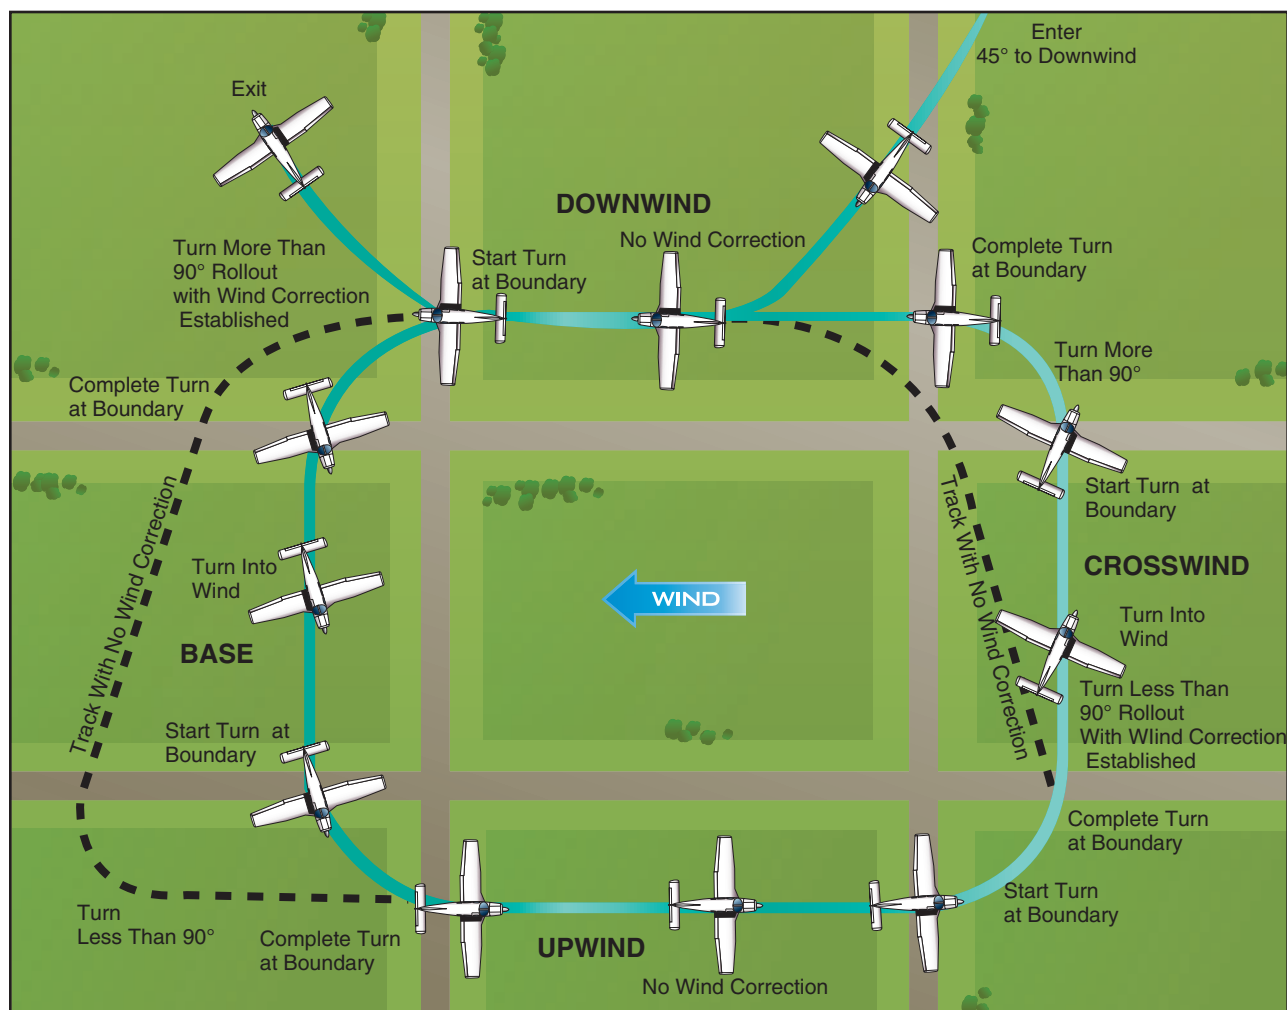 Enter
45° to Downwind
Exit
DOWNWIND
No Wind Correction
Complete Turn
at Boundary
Start Turn
at Boundary
Turn More Than
90° Rollout
with Wind Correction
Established
Turn More
Than 90°
Complete Turn
at Boundary
Start Turn at
Boundary
Track With No Wind Correction
Track With No Wind Correction
CROSSWIND
Turn Into
Wind
WIND
Turn Into
Wind
BASE
Turn Less Than
90° Rollout
With WIind Correction
Established
Start Turn at
Boundary
Complete Turn
at Boundary
Start Turn
at Boundary
Turn
Less Than 90°
Complete Turn
at Boundary
UPWIND
No Wind Correction